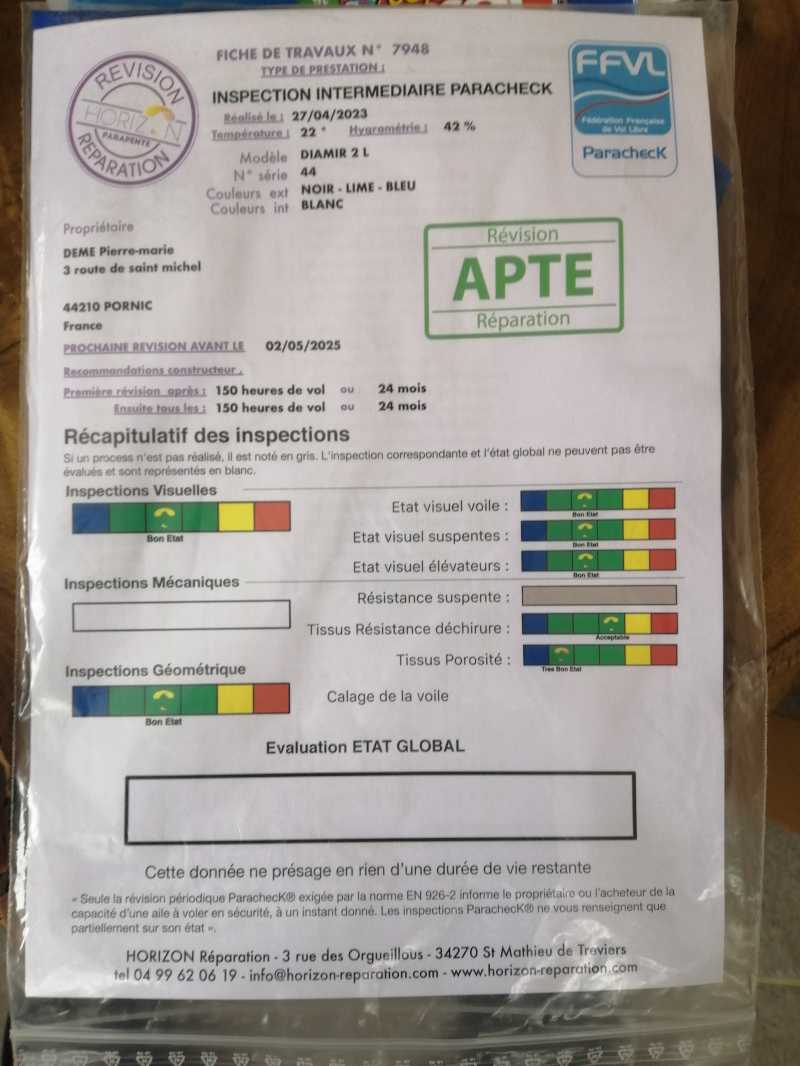 FICHE DE TRAVAUX N° 7948
TYPE DE PRESTATION :
INSPECTION INTERMEDIAIRE PARACHECK
Réalisé le : 27/04/2023
Température : 22 ° Hygrométrie : 42 %
Modèle DIAMIR 2 L
N° série 44
Couleurs ext NOIR - LIME - BLEU
Couleurs int BLANC
REVISION
HORIZON
PARAPENTE
REPARATION
FFVL
Fédération Française
de Vol Libre
ParachecK
Propriétaire
DEME Pierre-marie
3 route de saint michel
44210 PORNIC
France
Révision
APTE
Réparation
PROCHAINE REVISION AVANT LE 02/05/2025
Recommandations constructeur .
Première révision après : 150 heures de vol ou 24 mois
Ensuite tous les : 150 heures de vol ou 24 mois
Récapitulatif des inspections
Si un process n'est pas réalisé, il est noté en gris. L'inspection correspondante et l'état global ne peuvent pas être
évalués et sont représentés en blanc.
Inspections Visuelles
Bon Etat
Etat visuel voile :
Bon Etat
Etat visuel suspentes :
Bon Etat
Etat visuel élévateurs :
Bon Etat
Inspections Mécaniques
Résistance suspente :
Tissus Résistance déchirure :
Acceptable
Tissus Porosité :
Tres Bon Etat
Inspections Géométrique
Bon Etat
Calage de la voile
Evaluation ETAT GLOBAL
Cette donnée ne présage en rien d'une durée de vie restante
« Seule la révision périodique ParachecK® exigée par la norme EN 926-2 informe le propriétaire ou l'acheteur de la
capacité d'une aile à voler en sécurité, à un instant donné. Les inspections ParachecK® ne vous renseignent que
partiellement sur son état ».
HORIZON Réparation - 3 rue des Orgueillous - 34270 St Mathieu de Treviers
tel 04 99 62 06 19 - info@horizon-reparation.com - www.horizon-reparation.com